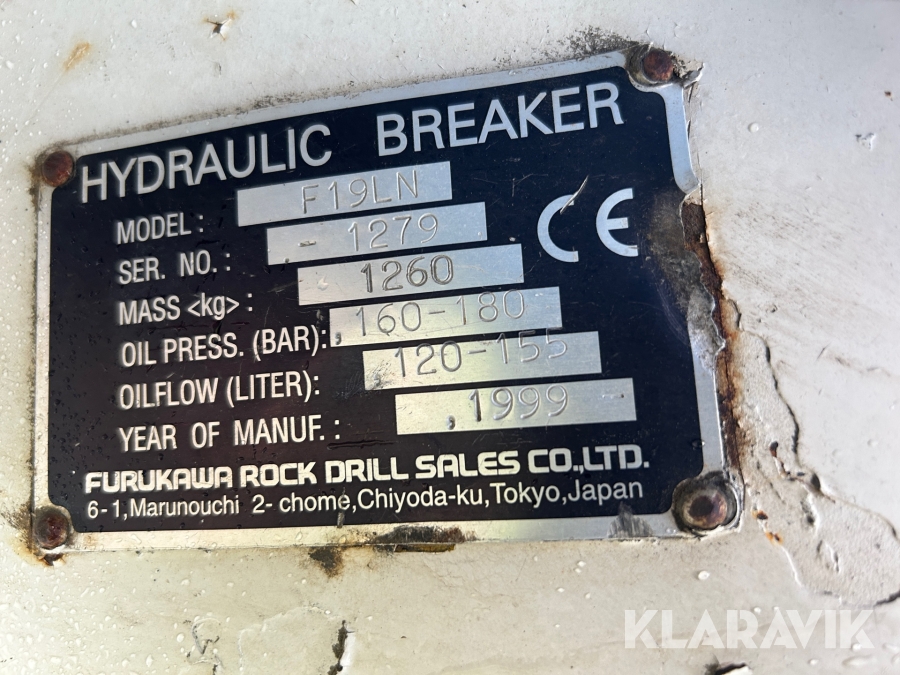 HYDRAULIC BREAKER
MODEL: F19LN
SER. NO.: - 1279
MASS <kg>: 1260
OIL PRESS. (BAR): 160-180
OILFLOW (LITER): 120-155
YEAR OF MANUF.: 1999
CE
FURUKAWA ROCK DRILL SALES CO.,LTD.
6-1,Marunouchi 2-chome,Chiyoda-ku,Tokyo,Japan
KLARAVIK